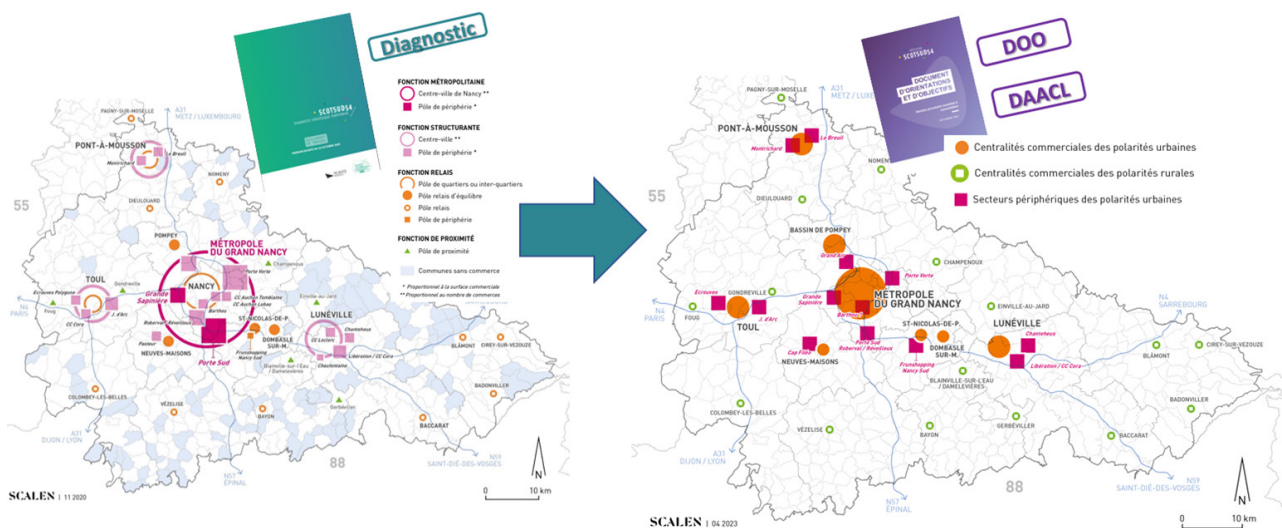 Diagnostic
SCOTSUD54
FONCTION MÉTROPOLITAINE
Centre-ville de Nancy **
Pôle de périphérie *
FONCTION STRUCTURANTE
Centre-ville **
Pôle de périphérie *
FONCTION RELAIS
Pôle de quartiers ou inter-quartiers
Pôle relais d'équilibre
Pôle relais
Pôle de périphérie
FONCTION DE PROXIMITÉ
Pôle de proximité
Communes sans commerce
* Proportionnel à la surface commerciale
** Proportionnel au nombre de commerces
PAGNY-SUR-MOSELLE
A31
METZ / LUXEMBOURG
PONT-À-MOUSSON
Le Breuil
Montrichard
NOMENY
55
DIEULOUARD
POMPEY
MÉTROPOLE
DU GRAND NANCY
Champenoux
Porte Verte
TOUL
Gondreville
Ecrouves Polygone
Grande
Sapinière
NANCY
CC Auchan Tomblaine
CC Auchan Lobau
Einville-au-Jard
N4
PARIS
Foug
CC Cora
J. d'Arc
Barthou
Roberval / Réveilleux
ST-NICOLAS-DE-P.
LUNÉVILLE
CC Leclerc
Chanteheux
Pasteur
NEUVES-MAISONS
DOMBASLE
SUR-M.
Frunshopping
Nancy Sud
Porte Sud
Libération / CC Cora
Chaufontaine
Blainville-sur-l'Eau
/ Damelevières
BLÂMONT
CIREY-SUR-VEZOUZE
BADONVILLER
COLOMBEY-LES-BELLES
VÉZELISE
BAYON
Gerbéviller
BACCARAT
A31
DIJON / LYON
N57
ÉPINAL
88
N59
SAINT-DIÉ-DES-VOSGES
N
0 10 km
SCALEN | 11 2020
DOO
DAACL
SCOTSUD54
DOCUMENT
D'ORIENTATIONS
ET D'OBJECTIFS
Centralités commerciales des polarités urbaines
Centralités commerciales des polarités rurales
Secteurs périphériques des polarités urbaines
PAGNY-SUR-MOSELLE
A31
PONT-À-MOUSSON
Le Breuil
Montrichard
55
DIEULOUARD
BASSIN DE POMPEY
Grand Air
CHAMPENOUX
Porte Verte
GONDREVILLE
Ecrouves
Grande
Sapinière
MÉTROPOLE
DU GRAND NANCY
N4
PARIS
FOUG
TOUL
J. d'Arc
Barthou
EINVILLE-AU-JARD
N4
SARREBOURG
Porte Sud
Roberval / Réveilleux
ST-NICOLAS-DE-P.
LUNÉVILLE
Chanteheux
Cap Filéo
NEUVES-MAISONS
DOMBASLE
SUR-M.
Frunshopping
Nancy Sud
Libération / CC Cora
BLAINVILLE-SUR-L'EAU
/ DAMELEVIÈRES
BLÂMONT
CIREY-SUR-VEZOUZE
BADONVILLER
COLOMBEY-LES-BELLES
VÉZELISE
BAYON
GERBÉVILLER
BACCARAT
A31
DIJON / LYON
N57
ÉPINAL
88
N59
SAINT-DIÉ-DES-VOSGES
N
0 10 km
SCALEN | 04 2023